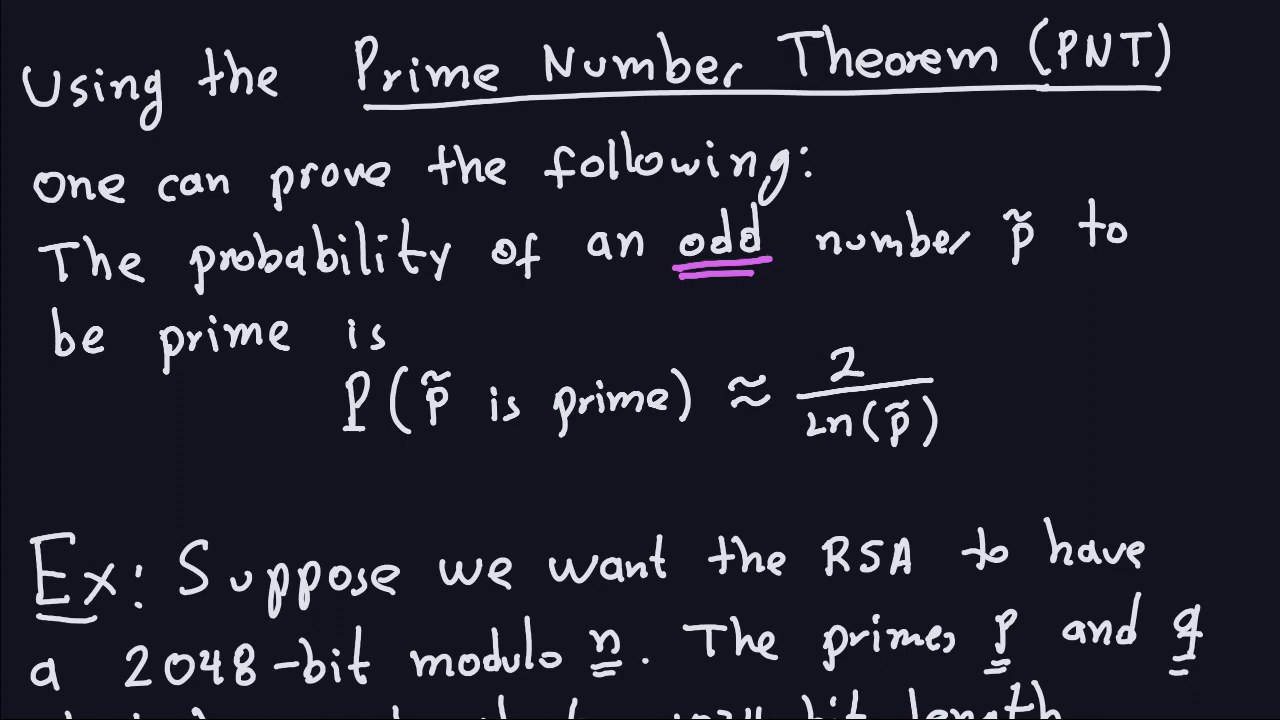 Using the Prime Number Theorem (PNT)
one can prove the following:
The probability of an odd number p̃ to
be prime is
P(p̃ is prime) ≈ 2/Ln(p̃)
Ex: Suppose we want the RSA to have
a 2048-bit modulo n. The primes p and q
bit length